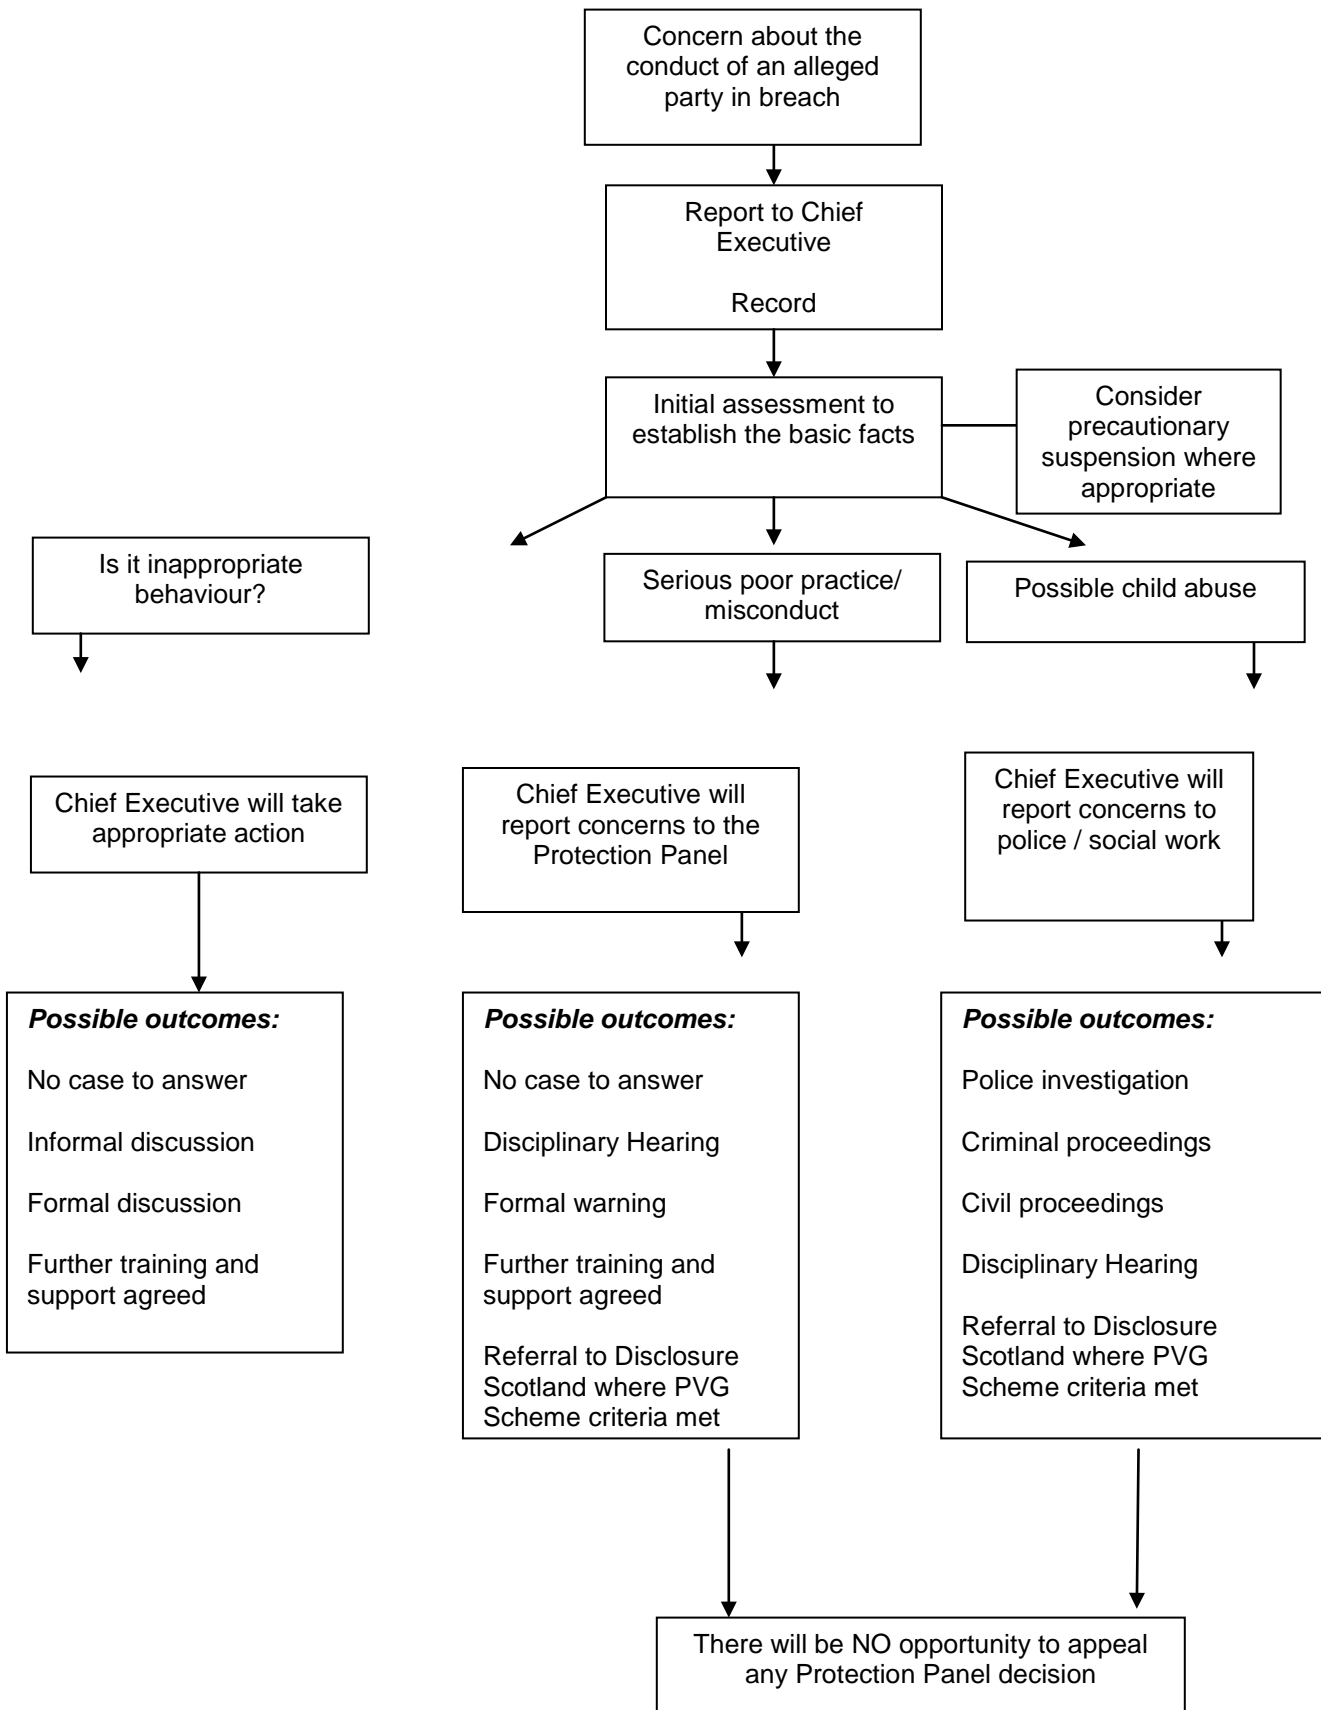 Concern about the
conduct of an alleged
party in breach
Report to Chief
Executive
Record
Initial assessment to
establish the basic facts
Consider
precautionary
suspension where
appropriate
Is it inappropriate
behaviour?
Serious poor practice/
misconduct
Possible child abuse
Chief Executive will take
appropriate action
Chief Executive will
report concerns to the
Protection Panel
Chief Executive will
report concerns to
police / social work
Possible outcomes:
No case to answer
Informal discussion
Formal discussion
Further training and
support agreed
Possible outcomes:
No case to answer
Disciplinary Hearing
Formal warning
Further training and
support agreed
Referral to Disclosure
Scotland where PVG
Scheme criteria met
Possible outcomes:
Police investigation
Criminal proceedings
Civil proceedings
Disciplinary Hearing
Referral to Disclosure
Scotland where PVG
Scheme criteria met
There will be NO opportunity to appeal
any Protection Panel decision